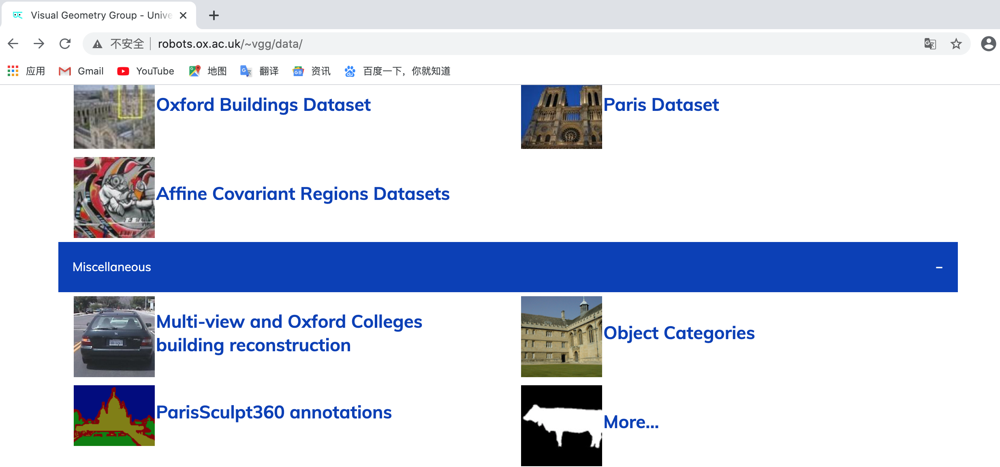 Visual Geometry Group - Unive
不安全 robots.ox.ac.uk/~vgg/data/
应用 Gmail YouTube 地图 翻译 资讯 百度一下，你就知道
Oxford Buildings Dataset
Paris Dataset
Affine Covariant Regions Datasets
Miscellaneous
Multi-view and Oxford Colleges
building reconstruction
Object Categories
ParisSculpt360 annotations
More...